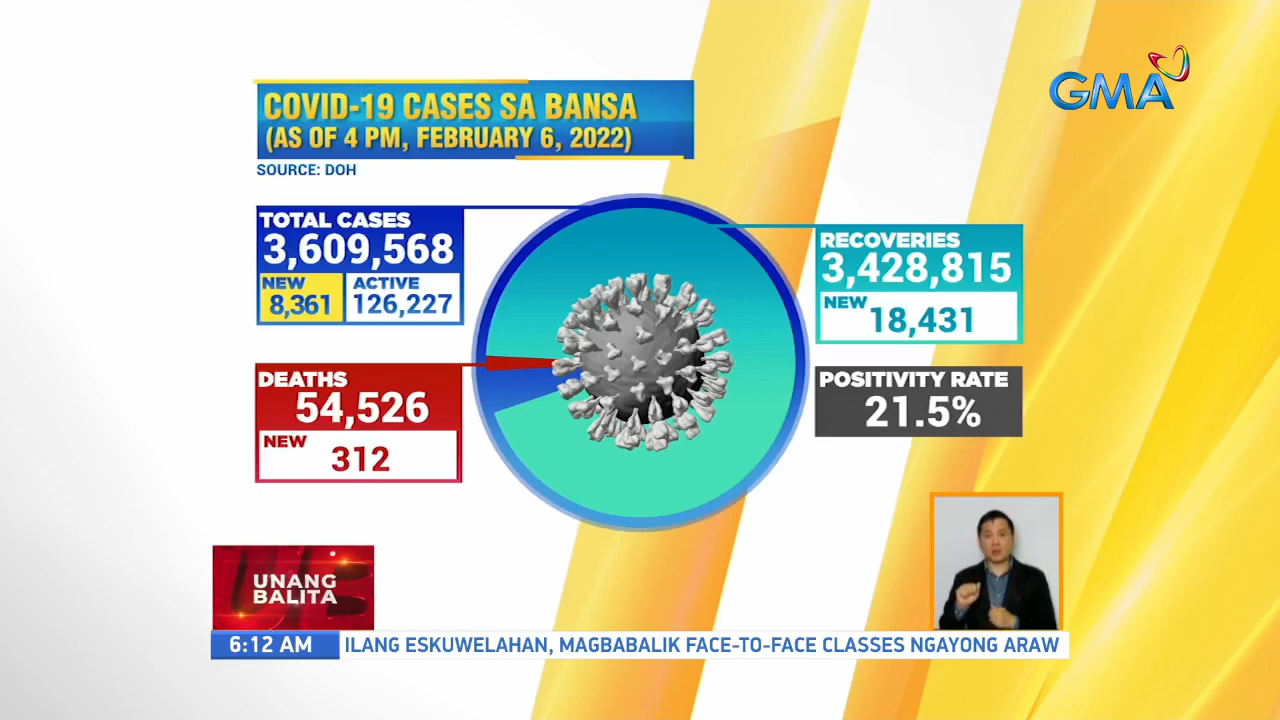 GMA
COVID-19 CASES SA BANSA
(AS OF 4 PM, FEBRUARY 6, 2022)
SOURCE: DOH
TOTAL CASES
3,609,568
NEW
8,361
ACTIVE
126,227
RECOVERIES
3,428,815
NEW
18,431
DEATHS
54,526
NEW
312
POSITIVITY RATE
21.5%
UNANG
BALITA
6:12 AM
ILANG ESKUWELAHAN, MAGBABALIK FACE-TO-FACE CLASSES NGAYONG ARAW